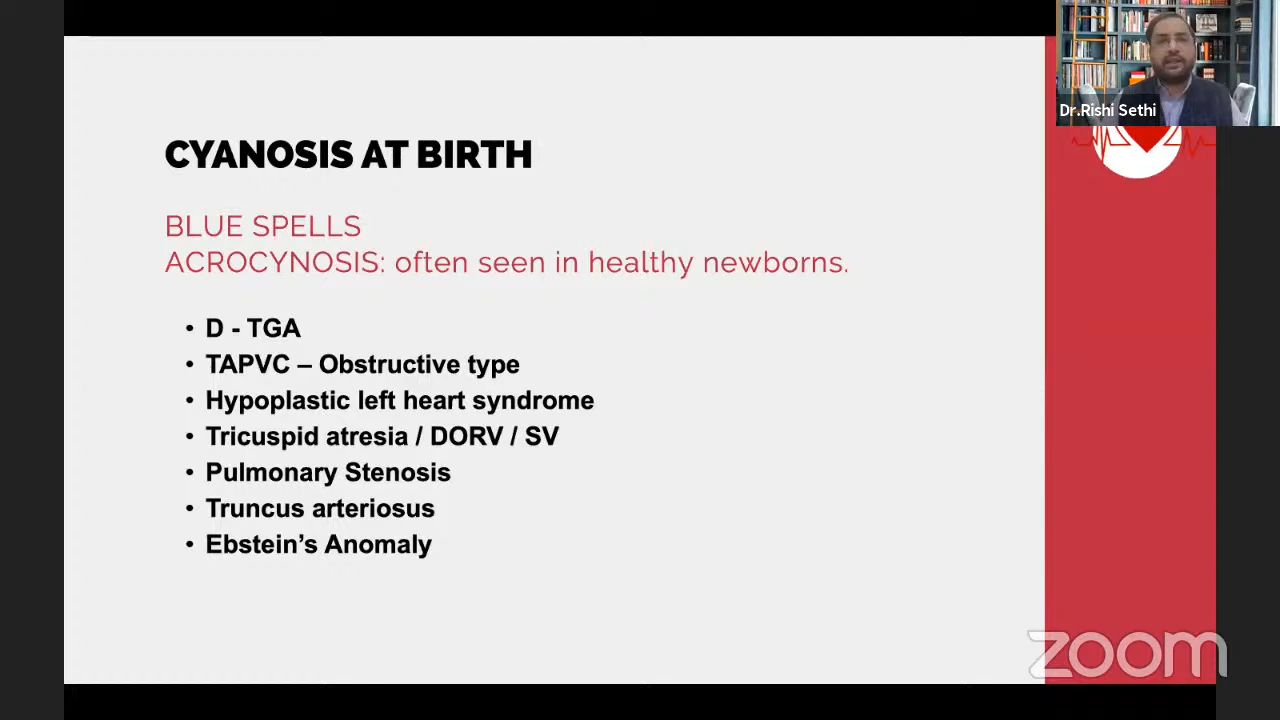 Dr.Rishi Sethi
CYANOSIS AT BIRTH
BLUE SPELLS
ACROCYNOSIS: often seen in healthy newborns.
• D - TGA
• TAPVC – Obstructive type
• Hypoplastic left heart syndrome
• Tricuspid atresia / DORV / SV
• Pulmonary Stenosis
• Truncus arteriosus
• Ebstein’s Anomaly
zoom